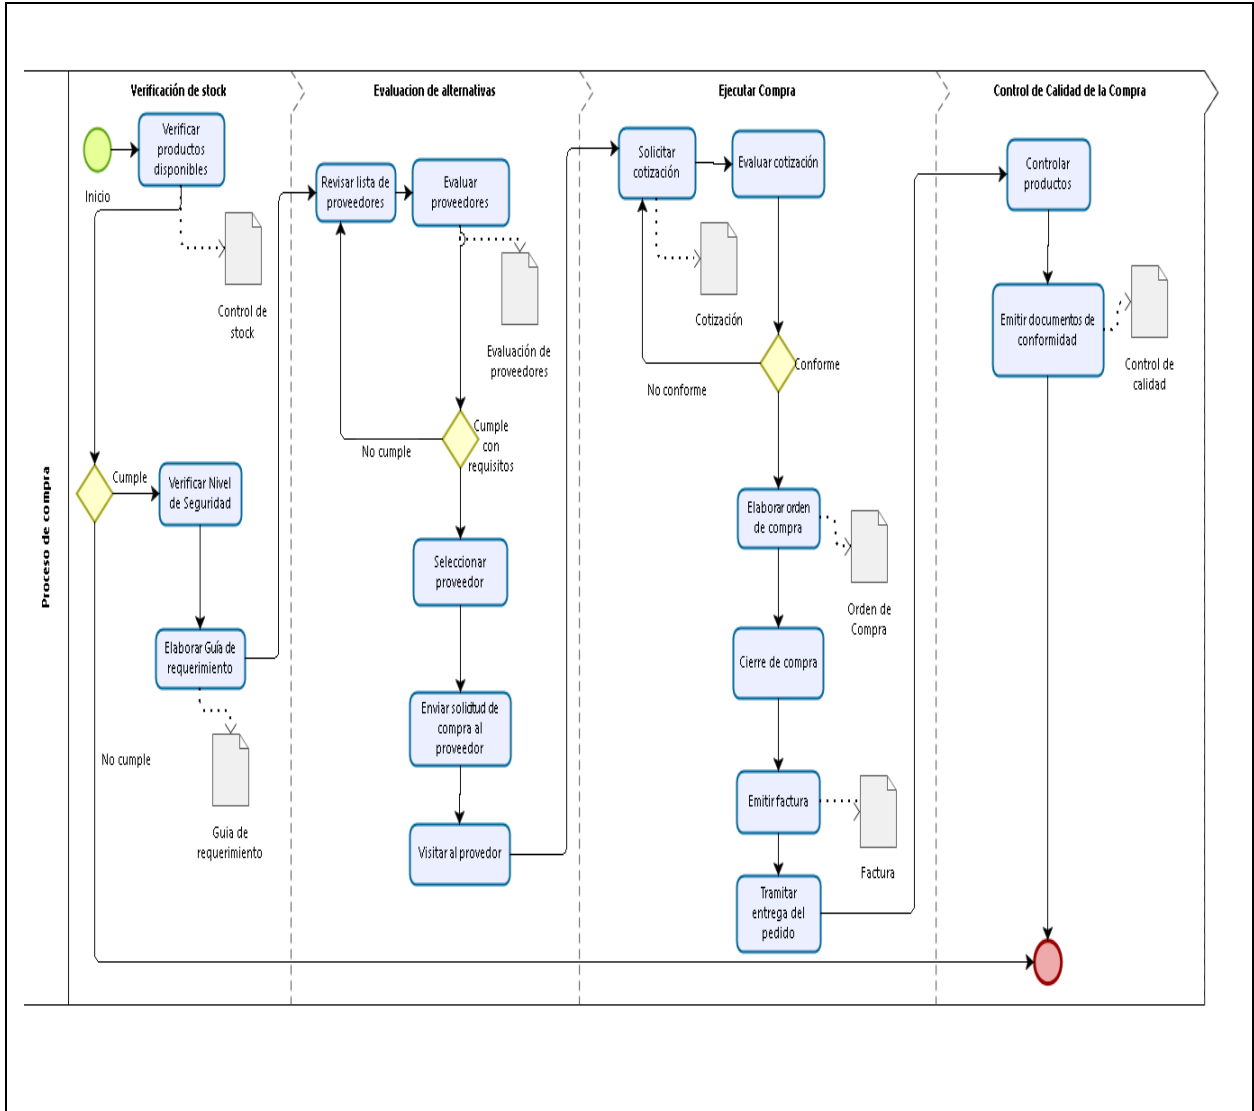 Proceso de compra
Verificación de stock
Inicio
Verificar
productos
disponibles
Control de
stock
Cumple
Verificar Nivel
de Seguridad
Elaborar Guía de
requerimiento
No cumple
Guia de
requerimiento
Evaluacion de alternativas
Revisar lista de
proveedores
Evaluar
proveedores
Evaluación de
proveedores
No cumple
Cumple
con
requisitos
Seleccionar
proveedor
Enviar solicitud de
compra al
proveedor
Visitar al provedor
Ejecutar Compra
Solicitar
cotización
Evaluar cotización
Cotización
No conforme
Conforme
Elaborar orden
de compra
Orden de
Compra
Cierre de compra
Emitir factura
Factura
Tramitar
entrega del
pedido
Control de Calidad de la Compra
Controlar
productos
Emitir documentos de
conformidad
Control de
calidad